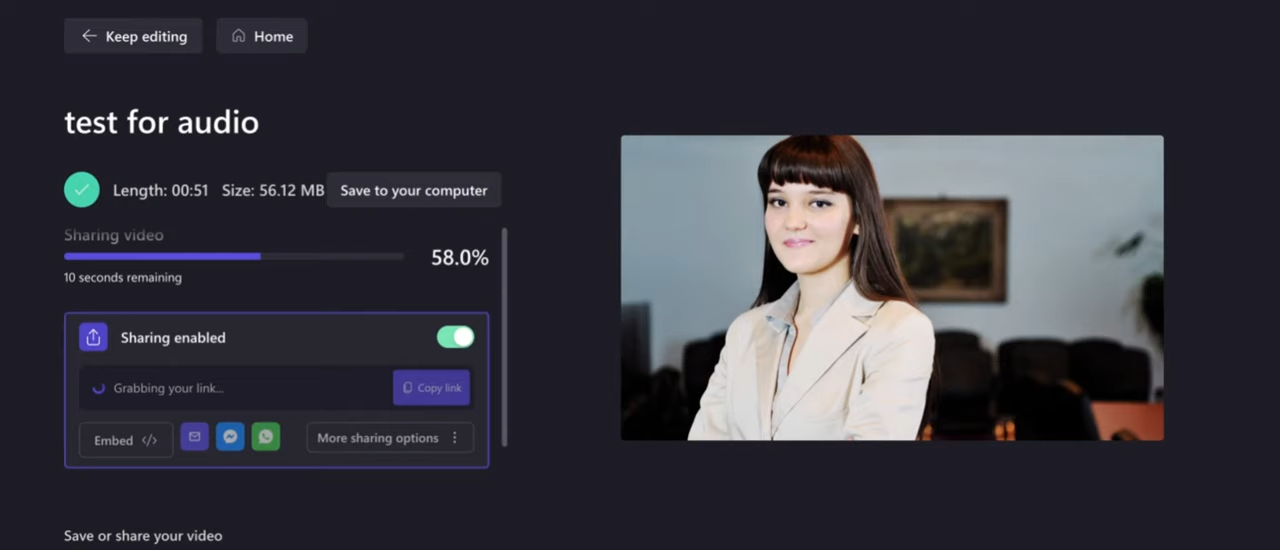 Keep editing
Home
test for audio
Length: 00:51 Size: 56.12 MB
Save to your computer
Sharing video
58.0%
10 seconds remaining
Sharing enabled
Grabbing your link...
Copy link
Embed </>
More sharing options
Save or share your video